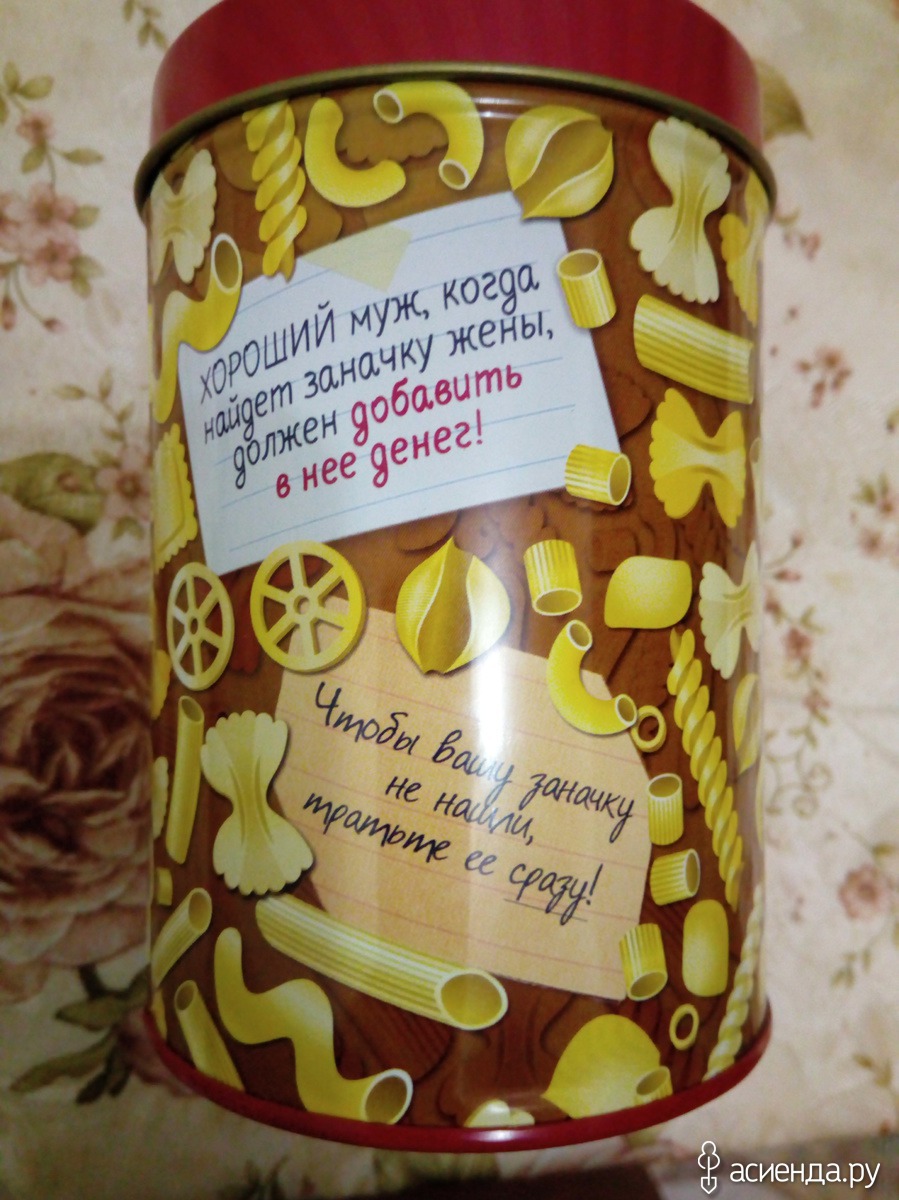 ХОРОШИЙ муж, когда
найдет заначку жены,
должен добавить
в нее денег!
Чтобы вашу заначку
не нашли,
тратьте ее сразу!
асиенда.ру